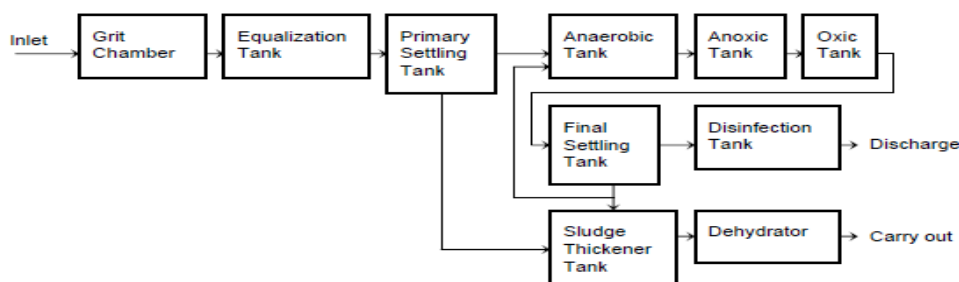 Inlet
Grit
Chamber
Equalization
Tank
Primary
Settling
Tank
Anaerobic
Tank
Anoxic
Tank
Oxic
Tank
Final
Settling
Tank
Disinfection
Tank
Discharge
Sludge
Thickener
Tank
Dehydrator
Carry out